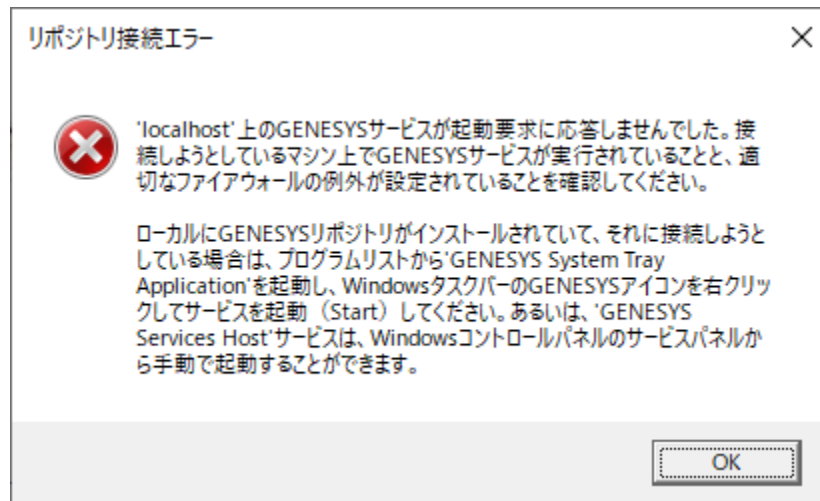 リポジトリ接続エラー
'localhost'上のGENESYSサービスが起動要求に応答しませんでした。接
続しようとしているマシン上でGENESYSサービスが実行されていることと、適
切なファイアウォールの例外が設定されていることを確認してください。
ローカルにGENESYSリポジトリがインストールされていて、それに接続しようと
している場合は、プログラムリストから'GENESYS System Tray
Application'を起動し、WindowsタスクバーのGENESYSアイコンを右クリッ
クしてサービスを起動（Start）してください。あるいは、'GENESYS
Services Host'サービスは、Windowsコントロールパネルのサービスパネルか
ら手動で起動することができます。
OK